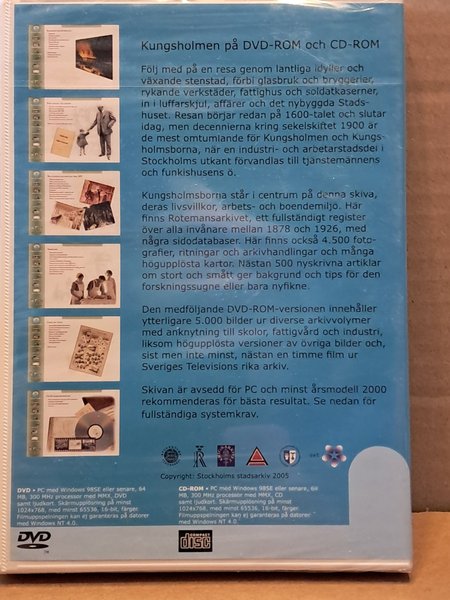 Kungsholmen på DVD-ROM och CD-ROM
Följ med på en resa genom lantliga idyller och
växande stenstad, förbi glasbruk och bryggerier,
rykande verkstäder, fattighus och soldatkaserner,
in i luffarskjul, affärer och det nybyggda Stads-
huset. Resan börjar redan på 1600-talet och slutar
idag, men decennierna kring sekelskiftet 1900 är
de mest omtumlande för Kungsholmen och Kungs-
holmsborna, när en industri- och arbetarstadsdel i
Stockholms utkant förvandlas till tjänstemännens
och funkishusens ö.
Kungsholmsborna står i centrum på denna skiva,
deras livsvillkor, arbets- och boendemiljö. Här
finns Rotemansarkivet, ett fullständigt register
över alla invånare mellan 1878 och 1926, med
några sidodatabaser. Här finns också 4.500 foto-
grafier, ritningar och arkivhandlingar och många
högupplösta kartor. Nästan 500 nyskrivna artiklar
om stort och smått ger bakgrund och tips för den
forskningssugne eller bara nyfikne.
Den medföljande DVD-ROM-versionen innehåller
ytterligare 5.000 bilder ur diverse arkivvolymer
med anknytning till skolor, fattigvård och industri,
liksom högupplösta versioner av övriga bilder och,
sist men inte minst, nästan en timme film ur
Sveriges Televisions rika arkiv.
Skivan är avsedd för PC och minst årsmodell 2000
rekommenderas för bästa resultat. Se nedan för
fullständiga systemkrav.
svt
Copyright: Stockholms stadsarkiv 2005
DVD • PC med Windows 98SE eller senare, 64
MB, 300 MHz processor med MMX, DVD
samt ljudkort. Skärmupplösning på minst
1024x768, med minst 65536, 16-bit, färger.
Filmuppspelningen kan ej garanteras på datorer
med Windows NT 4.0.
CD-ROM • PC med Windows 98SE eller senare, 64
MB, 300 MHz processor med MMX, CD
samt ljudkort. Skärmupplösning på minst
1024x768, med minst 65536, 16-bit, färger.
Filmuppspelningen kan ej garanteras på datorer
med Windows NT 4.0.
DVD
COMPACT
disc